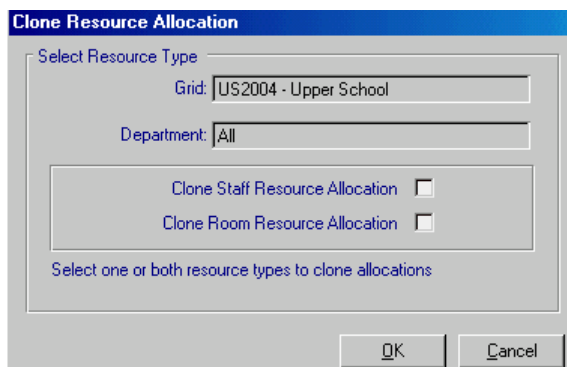 Clone Resource Allocation
Select Resource Type
Grid: US2004 - Upper School
Department: All
Clone Staff Resource Allocation
Clone Room Resource Allocation
Select one or both resource types to clone allocations
OK Cancel